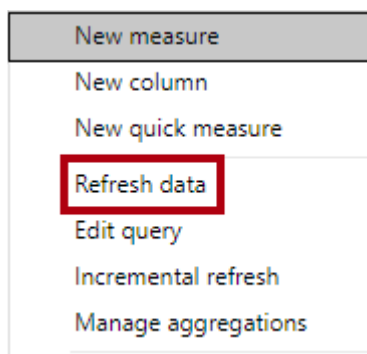 New measure
New column
New quick measure
Refresh data
Edit query
Incremental refresh
Manage aggregations